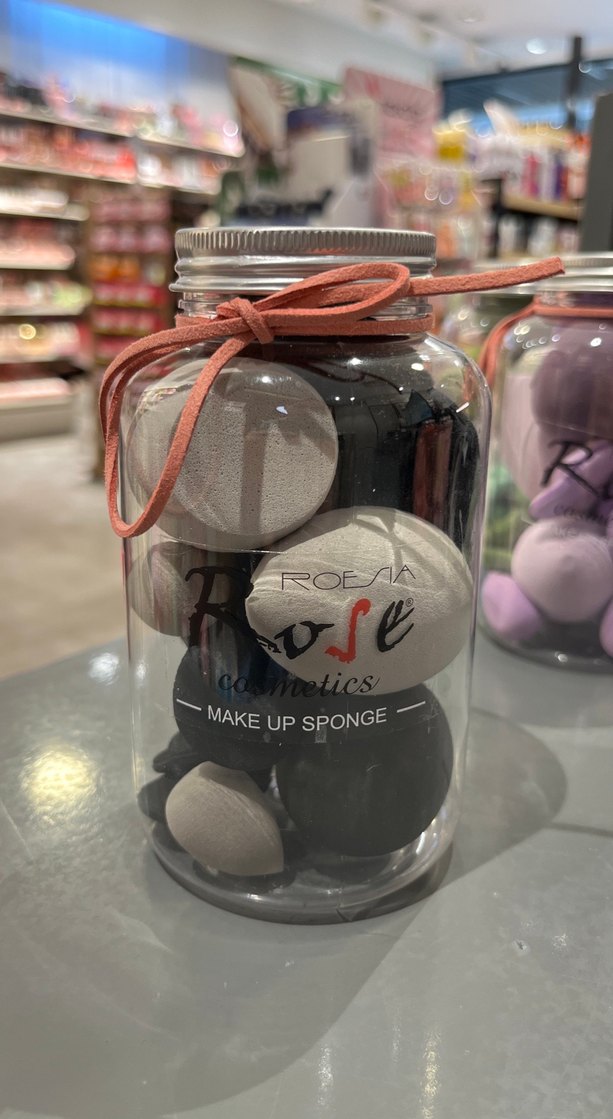 ROESIA
Rose®
cosmetics
— MAKE UP SPONGE —
R